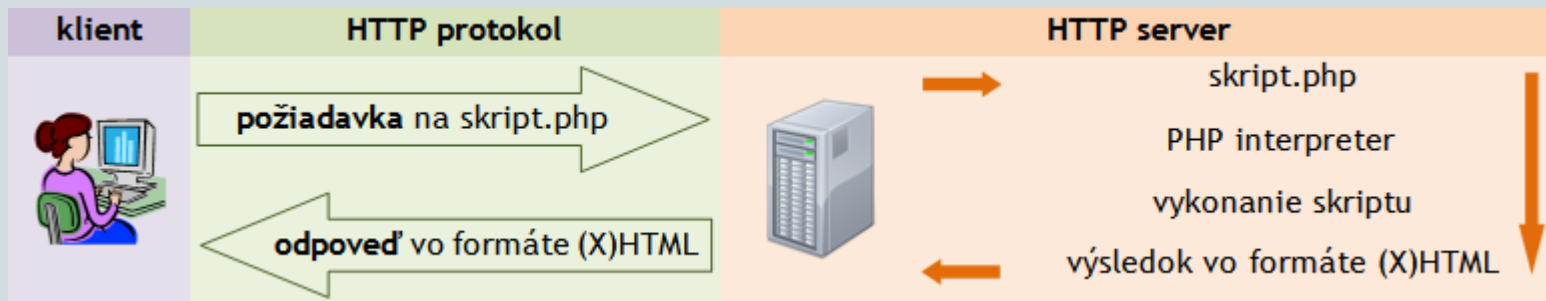 klient
HTTP protokol
HTTP server
požiadavka na skript.php
odpoveď vo formáte (X)HTML
skript.php
PHP interpreter
vykonanie skriptu
výsledok vo formáte (X)HTML